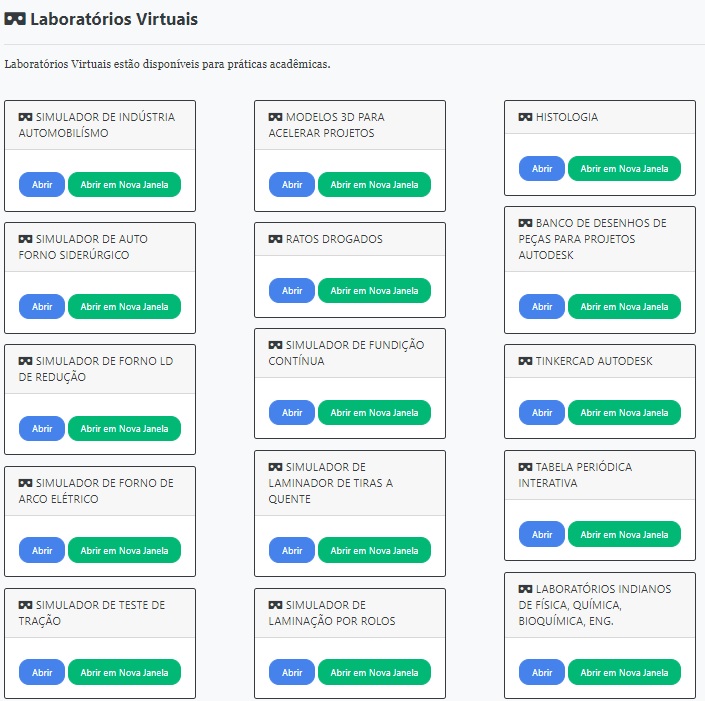 Laboratórios Virtuais
Laboratórios Virtuais estão disponíveis para práticas acadêmicas.
SIMULADOR DE INDÚSTRIA
AUTOMOBILÍSMO
Abrir
Abrir em Nova Janela
SIMULADOR DE AUTO
FORNO SIDERÚRGICO
Abrir
Abrir em Nova Janela
SIMULADOR DE FORNO LD
DE REDUÇÃO
Abrir
Abrir em Nova Janela
SIMULADOR DE FORNO DE
ARCO ELÉTRICO
Abrir
Abrir em Nova Janela
SIMULADOR DE TESTE DE
TRAÇÃO
Abrir
Abrir em Nova Janela
MODELOS 3D PARA
ACELERAR PROJETOS
Abrir
Abrir em Nova Janela
RATOS DROGADOS
Abrir
Abrir em Nova Janela
SIMULADOR DE FUNDIÇÃO
CONTÍNUA
Abrir
Abrir em Nova Janela
SIMULADOR DE
LAMINADOR DE TIRAS A
QUENTE
Abrir
Abrir em Nova Janela
SIMULADOR DE
LAMINAÇÃO POR ROLOS
Abrir
Abrir em Nova Janela
HISTOLOGIA
Abrir
Abrir em Nova Janela
BANCO DE DESENHOS DE
PEÇAS PARA PROJETOS
AUTODESK
Abrir
Abrir em Nova Janela
TINKERCAD AUTODESK
Abrir
Abrir em Nova Janela
TABELA PERIÓDICA
INTERATIVA
Abrir
Abrir em Nova Janela
LABORATÓRIOS INDIANOS
DE FÍSICA, QUÍMICA,
BIOQUÍMICA, ENG.
Abrir
Abrir em Nova Janela